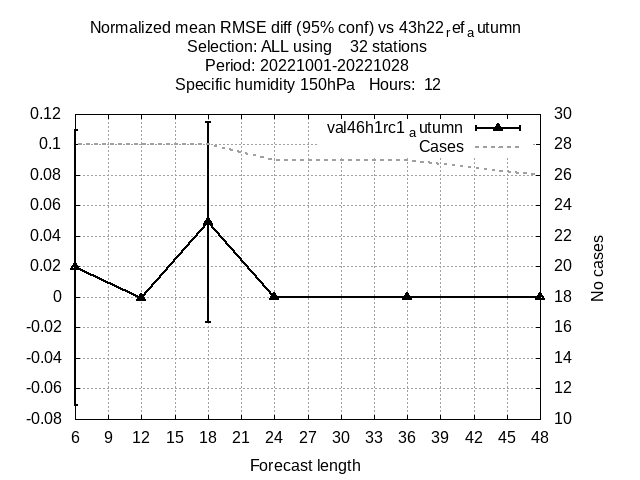 Normalized mean RMSE diff (95% conf) vs 43h22refautumn
Selection: ALL using 32 stations
Period: 20221001-20221028
Specific humidity 150hPa Hours: 12
val46h1rc1autumn
Cases
0.12
0.1
0.08
0.06
0.04
0.02
0
-0.02
-0.04
-0.06
-0.08
30
28
26
24
22
20
18
16
14
12
10
No cases
6 9 12 15 18 21 24 27 30 33 36 39 42 45 48
Forecast length